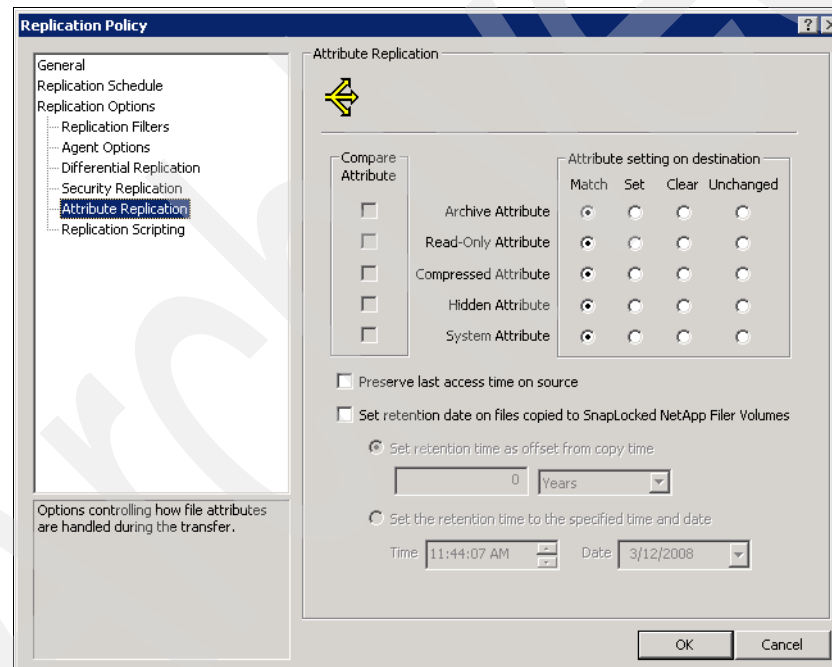 Replication Policy
General
Replication Schedule
Replication Options
Replication Filters
Agent Options
Differential Replication
Security Replication
Attribute Replication
Replication Scripting
Options controlling how file attributes
are handled during the transfer.
Attribute Replication
Compare
Attribute
Attribute setting on destination
Match Set Clear Unchanged
Archive Attribute
Read-Only Attribute
Compressed Attribute
Hidden Attribute
System Attribute
Preserve last access time on source
Set retention date on files copied to SnapLocked NetApp Filer Volumes
Set retention time as offset from copy time
0 Years
Set the retention time to the specified time and date
Time 11:44:07 AM Date 3/12/2008
OK Cancel